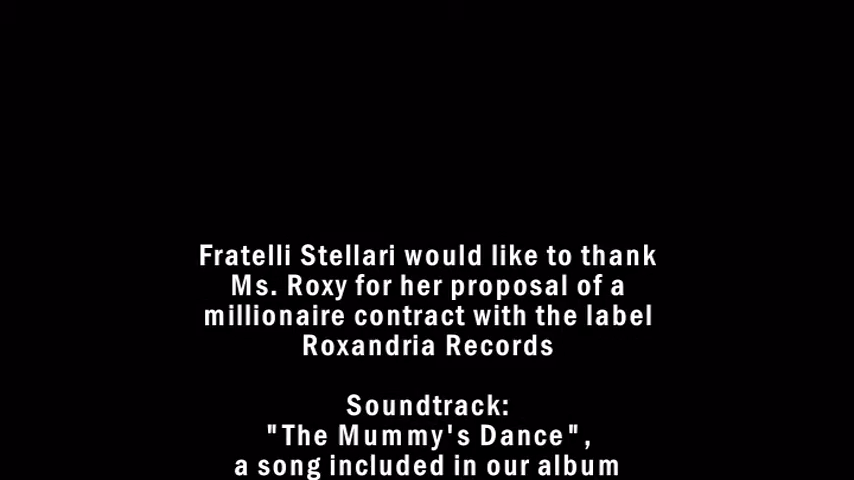 Fratelli Stellari would like to thank
Ms. Roxy for her proposal of a
millionaire contract with the label
Roxandria Records
Soundtrack:
"The Mummy's Dance",
a song included in our album